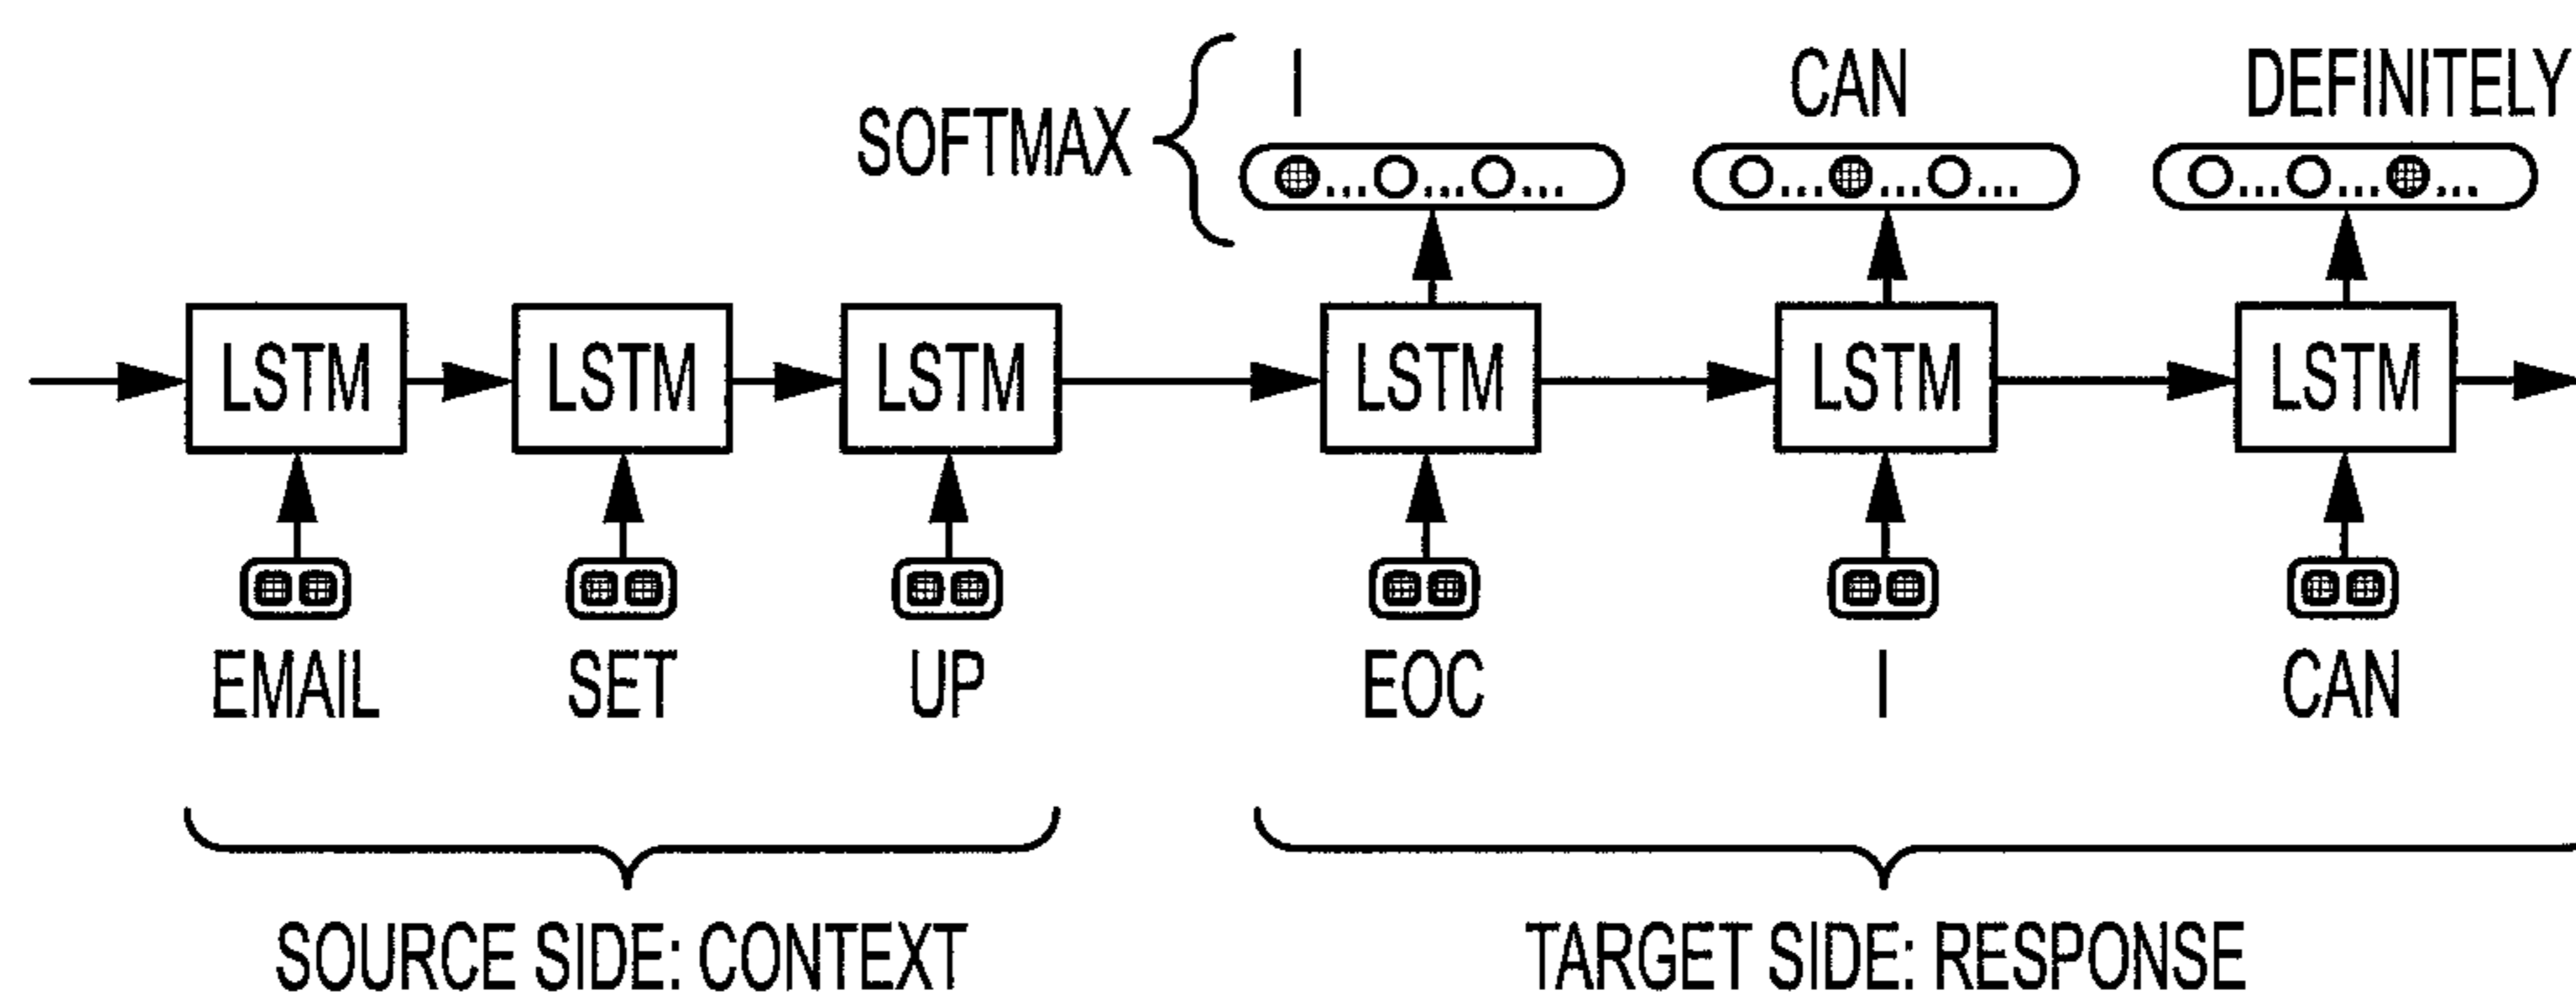 I CAN DEFINITELY
SOFTMAX
LSTM LSTM LSTM LSTM LSTM LSTM
EMAIL SET UP EOC I CAN
SOURCE SIDE: CONTEXT TARGET SIDE: RESPONSE